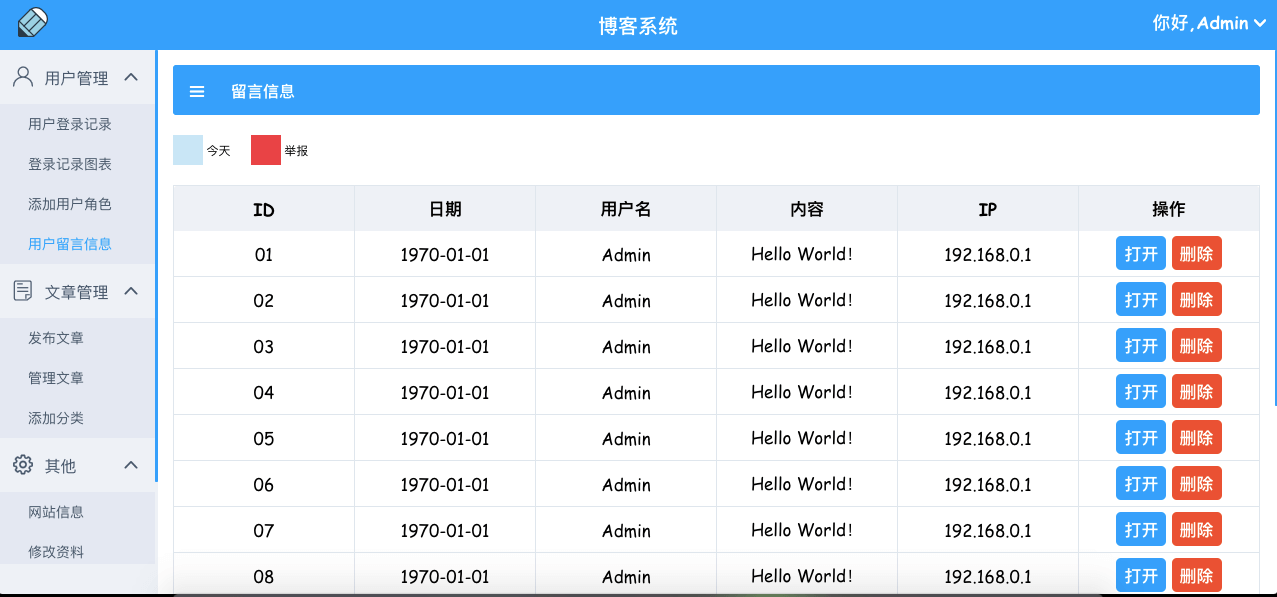 博客系统
你好,Admin
用户管理
用户登录记录
登录记录图表
添加用户角色
用户留言信息
文章管理
发布文章
管理文章
添加分类
其他
网站信息
修改资料
留言信息
今天 举报
ID 日期 用户名 内容 IP 操作
01 1970-01-01 Admin Hello World! 192.168.0.1 打开 删除
02 1970-01-01 Admin Hello World! 192.168.0.1 打开 删除
03 1970-01-01 Admin Hello World! 192.168.0.1 打开 删除
04 1970-01-01 Admin Hello World! 192.168.0.1 打开 删除
05 1970-01-01 Admin Hello World! 192.168.0.1 打开 删除
06 1970-01-01 Admin Hello World! 192.168.0.1 打开 删除
07 1970-01-01 Admin Hello World! 192.168.0.1 打开 删除
08 1970-01-01 Admin Hello World! 192.168.0.1 打开 删除